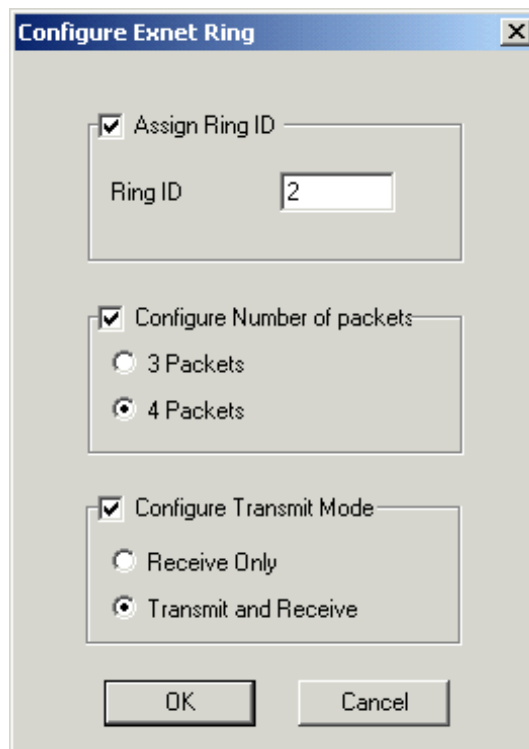 Configure Exnet Ring
Assign Ring ID
Ring ID
2
Configure Number of packets
3 Packets
4 Packets
Configure Transmit Mode
Receive Only
Transmit and Receive
OK
Cancel